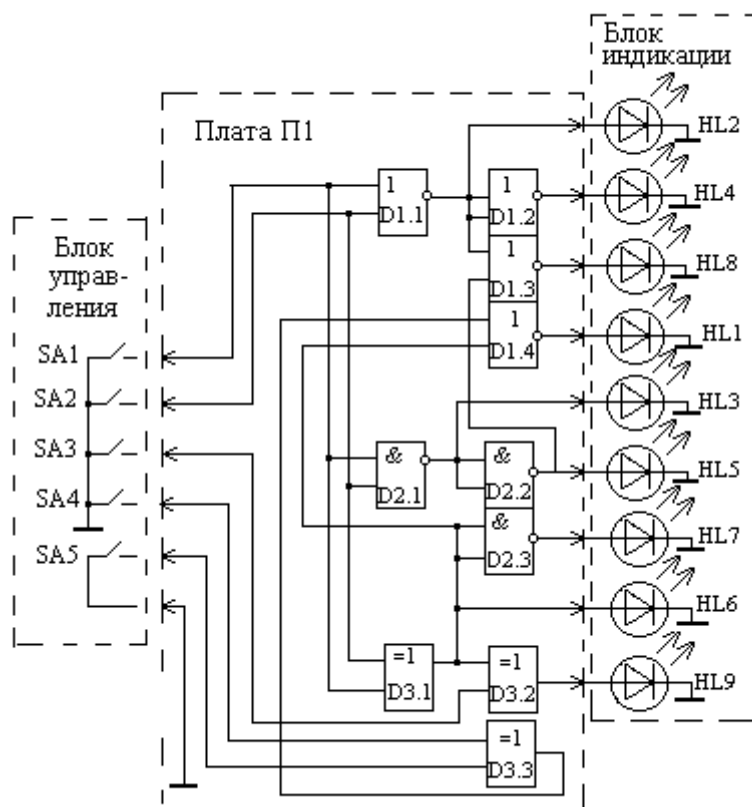 Блок
индикации
Плата П1
HL2
1
D1.1
1
D1.2
HL4
1
D1.3
HL8
1
D1.4
HL1
Блок
управ-
ления
SA1
SA2
SA3
SA4
SA5
HL3
&
D2.1
&
D2.2
HL5
&
D2.3
HL7
HL6
=1
D3.1
=1
D3.2
HL9
=1
D3.3